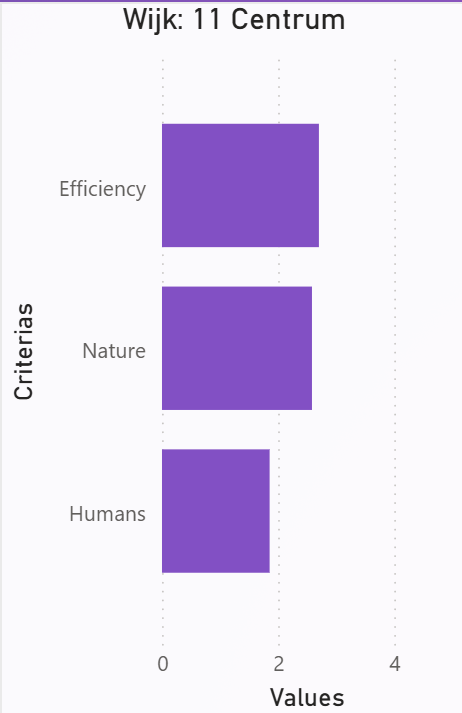 Wijk: 11 Centrum
Criterias
Efficiency
Nature
Humans
0 2 4
Values